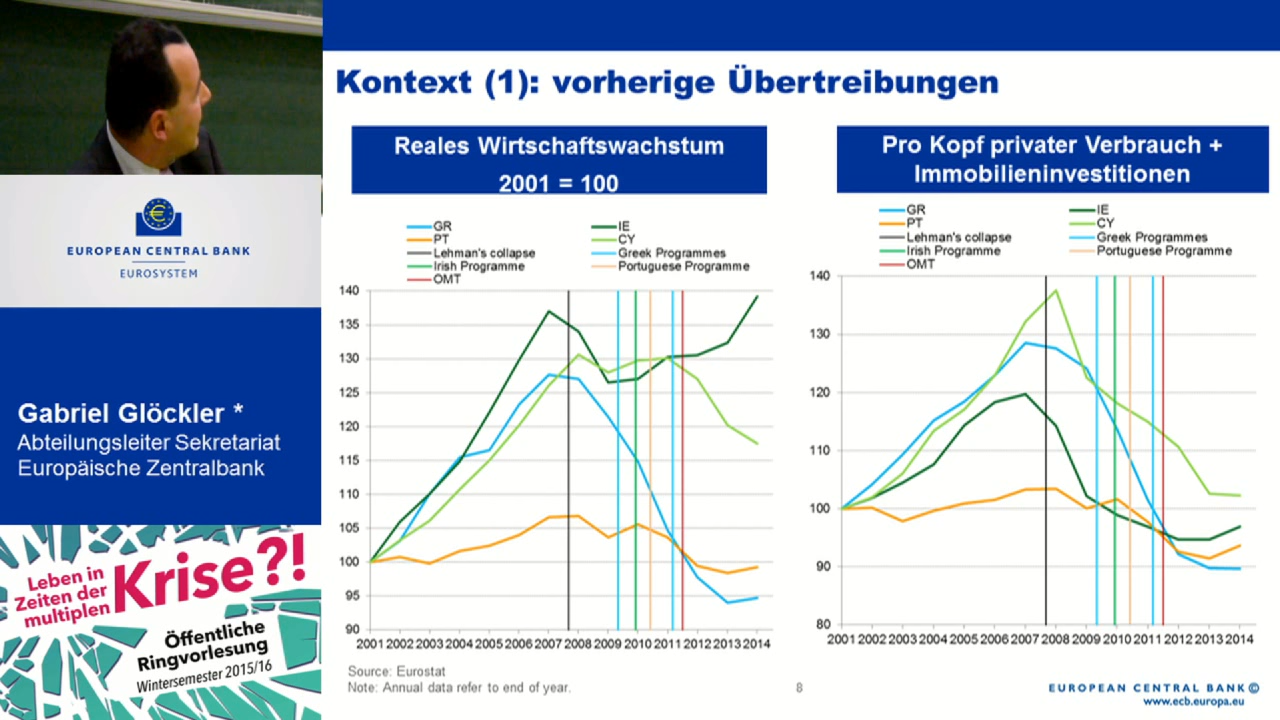 EUROPEAN CENTRAL BANK
EUROSYSTEM
Gabriel Glöckler *
Abteilungsleiter Sekretariat
Europäische Zentralbank
Leben in
Zeiten der
multiplen
Krise?!
Öffentliche
Ringvorlesung
Wintersemester 2015/16
Kontext (1): vorherige Übertreibungen
Reales Wirtschaftswachstum
2001 = 100
GR IE
PT CY
Lehman's collapse Greek Programmes
Irish Programme Portuguese Programme
OMT
140
135
130
125
120
115
110
105
100
95
90
2001 2002 2003 2004 2005 2006 2007 2008 2009 2010 2011 2012 2013 2014
Pro Kopf privater Verbrauch +
Immobilieninvestitionen
GR IE
PT CY
Lehman's collapse Greek Programmes
Irish Programme Portuguese Programme
OMT
140
130
120
110
100
90
80
2001 2002 2003 2004 2005 2006 2007 2008 2009 2010 2011 2012 2013 2014
Source: Eurostat
Note: Annual data refer to end of year.
8
EUROPEAN CENTRAL BANK ©
www.ecb.europa.eu